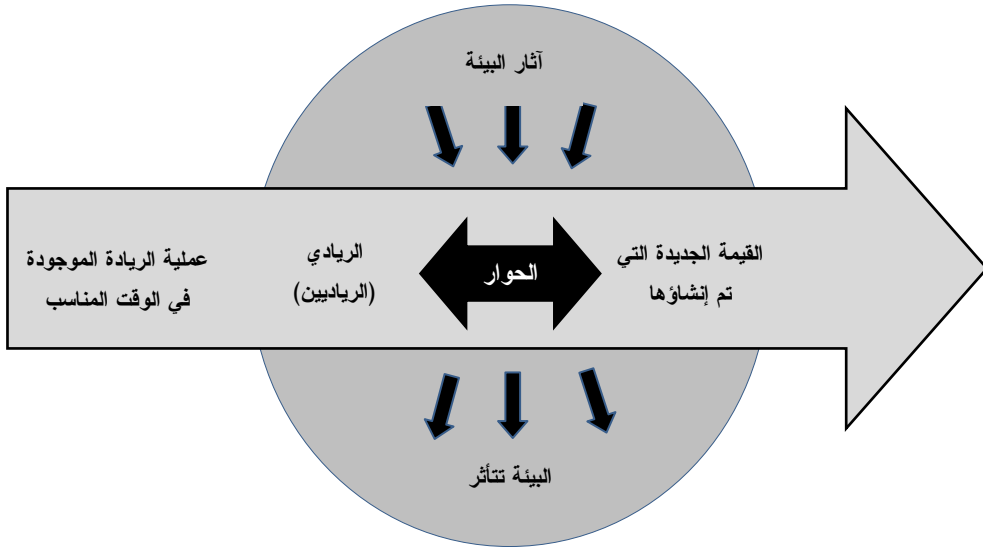 آثار البيئة
القيمة الجديدة التي
تم إنشاؤها
الحوار
الريادي
(الرياديين)
عملية الريادة الموجودة
في الوقت المناسب
البيئة تتأثر